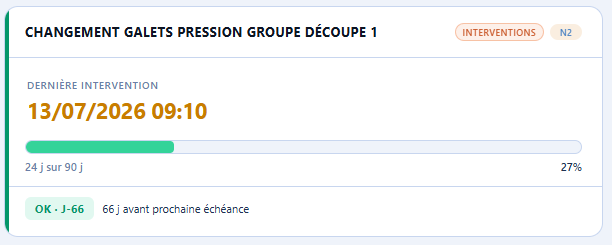 CHANGEMENT GALETS PRESSION GROUPE DÉCOUPE 1
INTERVENTIONS
N2
DERNIÈRE INTERVENTION
13/07/2026 09:10
24 j sur 90 j
27%
OK · J-66
66 j avant prochaine échéance